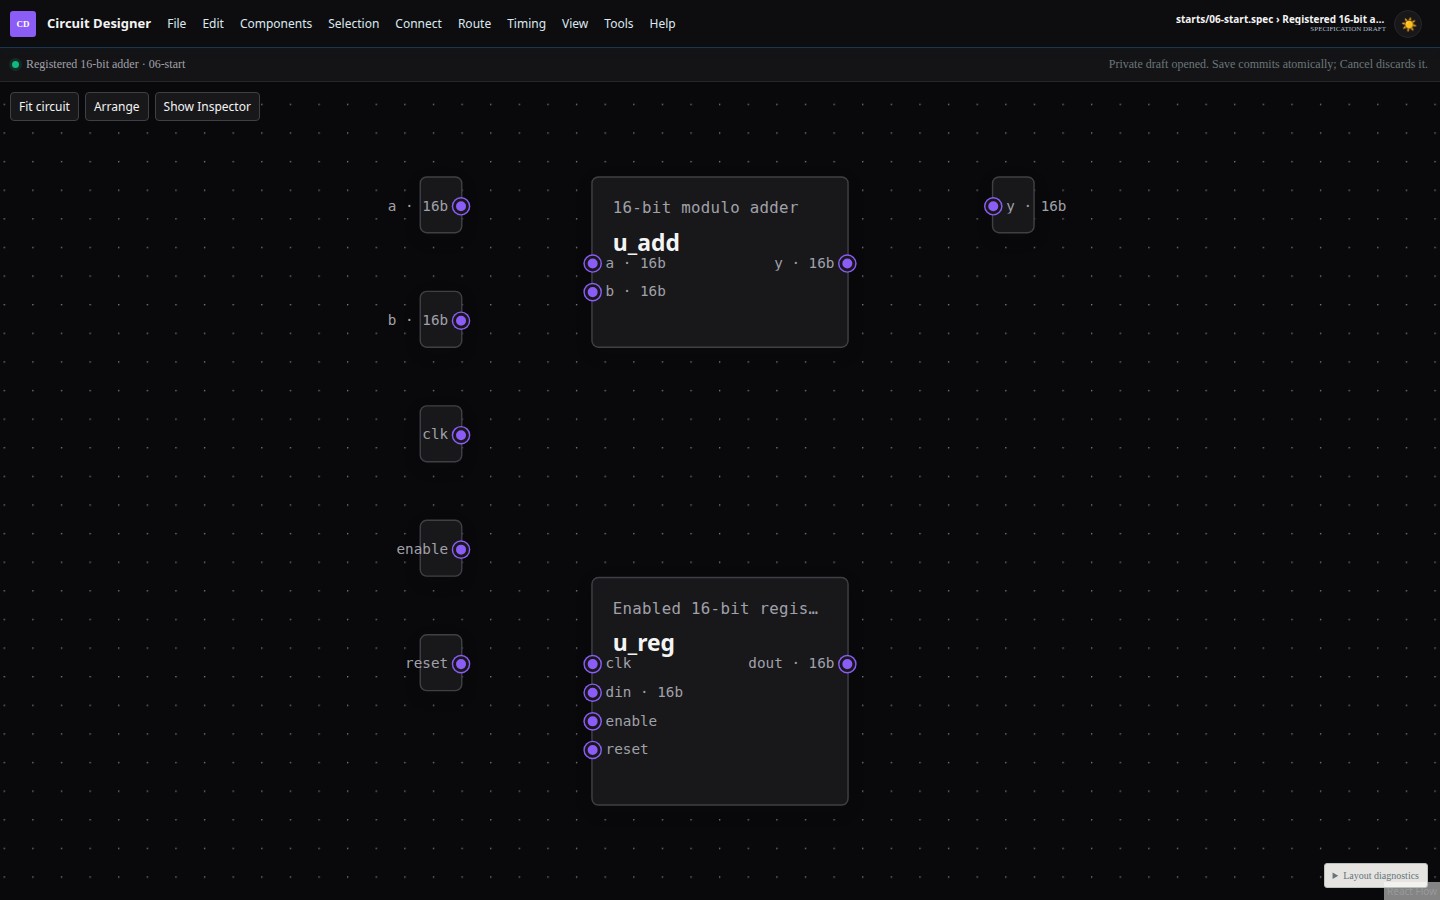 CD Circuit Designer File Edit Components Selection Connect Route Timing View Tools Help
starts/06-start.spec › Registered 16-bit a...
SPECIFICATION DRAFT
Registered 16-bit adder · 06-start
Private draft opened. Save commits atomically; Cancel discards it.
Fit circuit Arrange Show Inspector
a · 16b
16-bit modulo adder
u_add
a · 16b
y · 16b
b · 16b
y · 16b
b · 16b
clk
enable
reset
Enabled 16-bit regis…
u_reg
clk
dout · 16b
din · 16b
enable
reset
▶ Layout diagnostics
React Flow